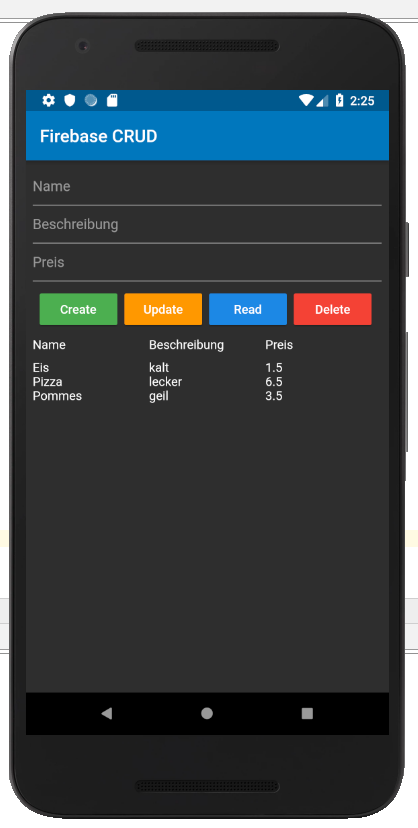 2:25
Firebase CRUD
Name
Beschreibung
Preis
Create Update Read Delete
Name Beschreibung Preis
Eis kalt 1.5
Pizza lecker 6.5
Pommes geil 3.5